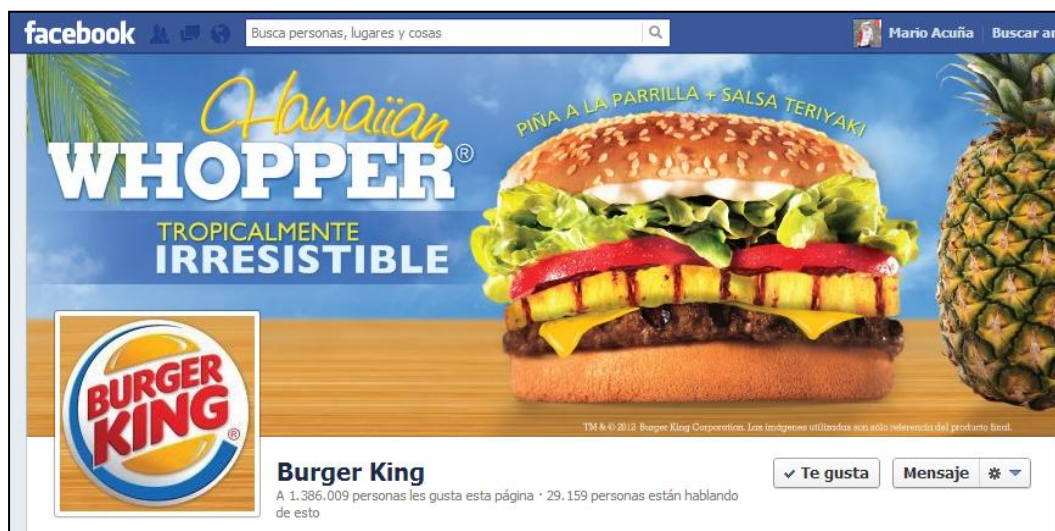 facebook
Busca personas, lugares y cosas
Mario Acuña
Buscar
Hawaiian
WHOPPER®
TROPICALMENTE
IRRESISTIBLE
PIÑA A LA PARRILLA + SALSA TERIYAKI
BURGER
KING®
TM & © 2012 Burger King Corporation. Las imágenes utilizadas son sólo referencia del producto final.
Burger King
A 1.386.009 personas les gusta esta página · 29.159 personas están hablando
de esto
✓ Te gusta
Mensaje